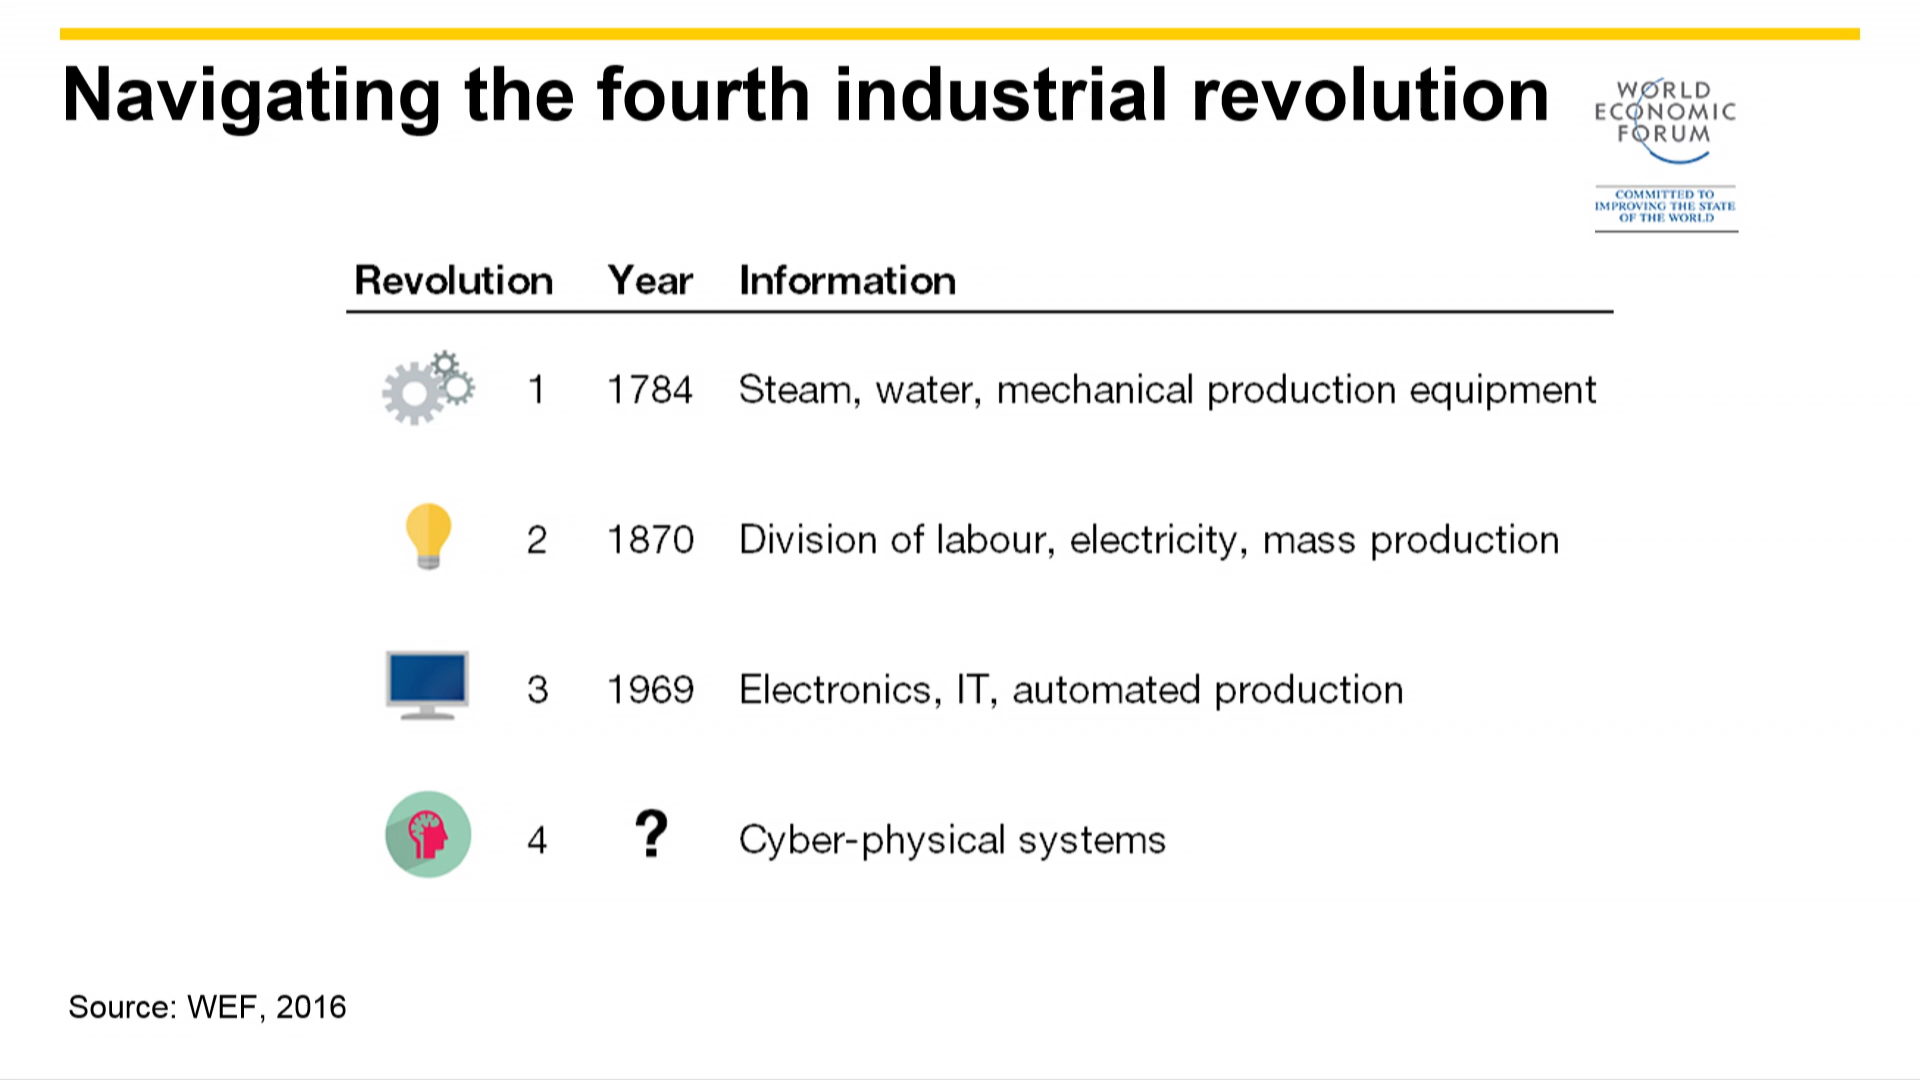 Navigating the fourth industrial revolution
WORLD
ECONOMIC
FORUM
COMMITTED TO
IMPROVING THE STATE
OF THE WORLD
Revolution Year Information
1 1784 Steam, water, mechanical production equipment
2 1870 Division of labour, electricity, mass production
3 1969 Electronics, IT, automated production
4 ? Cyber-physical systems
Source: WEF, 2016